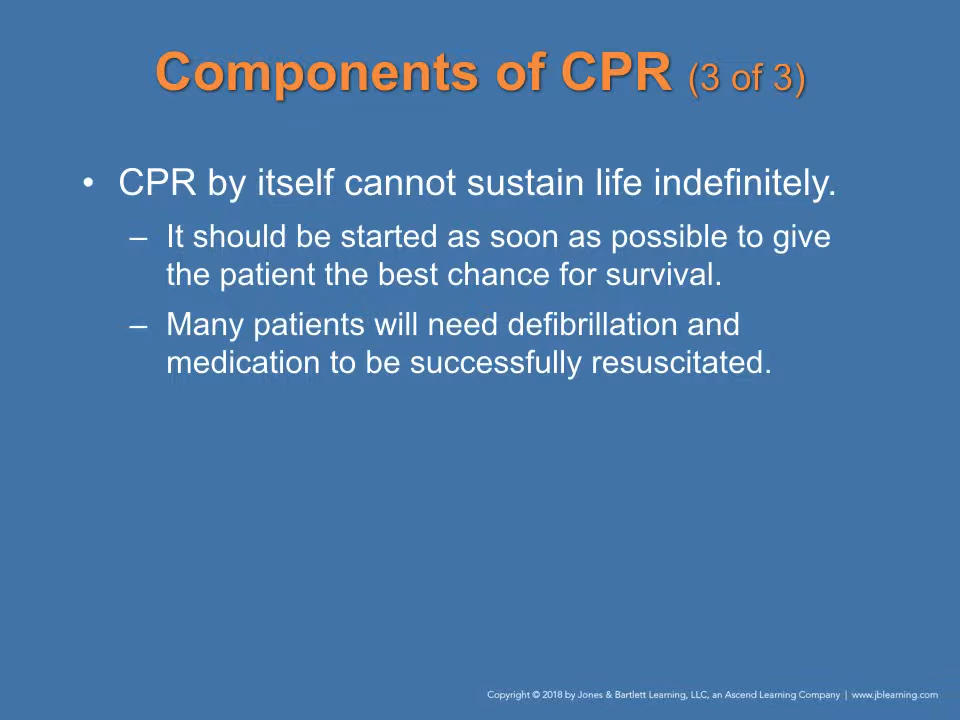 Components of CPR (3 of 3)
• CPR by itself cannot sustain life indefinitely.
– It should be started as soon as possible to give
the patient the best chance for survival.
– Many patients will need defibrillation and
medication to be successfully resuscitated.
Copyright © 2018 by Jones & Bartlett Learning, LLC, an Ascend Learning Company | www.jblearning.com